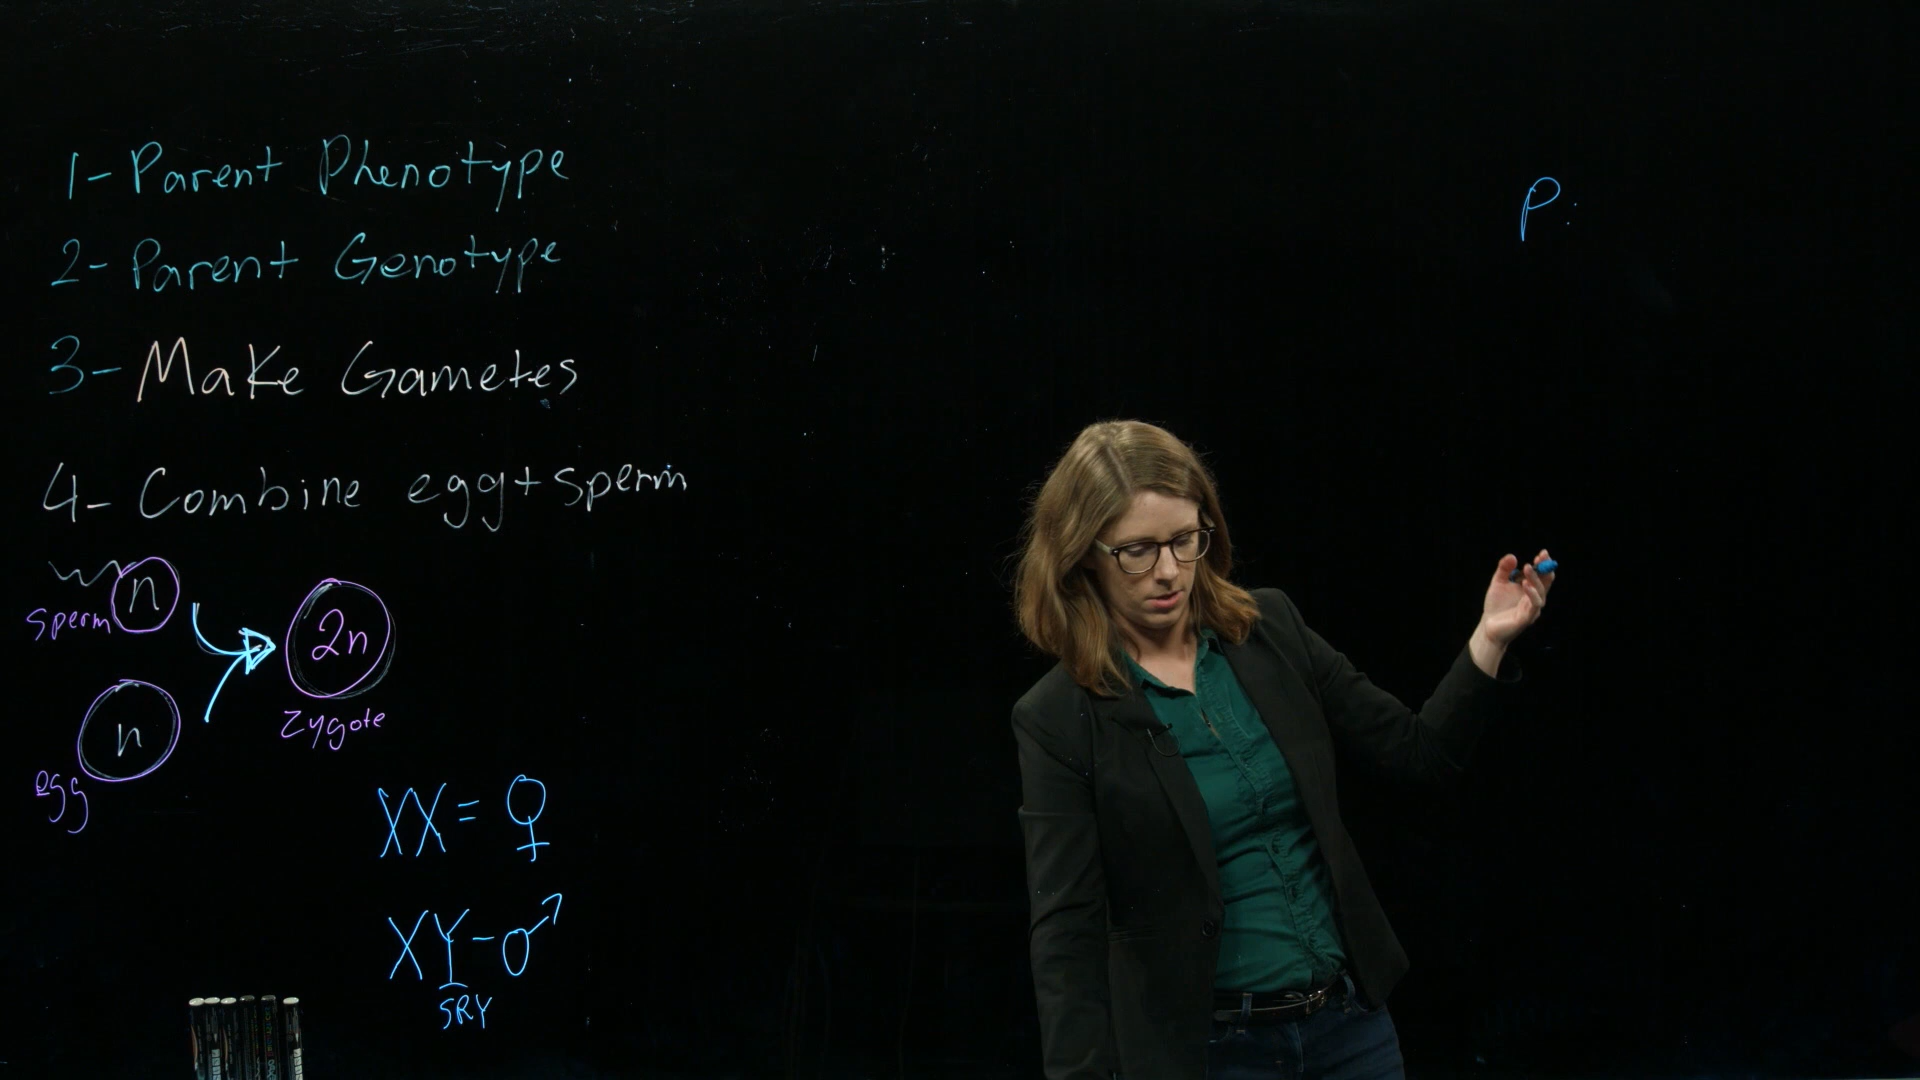 1- Parent Phenotype
2- Parent Genotype
3- Make Gametes
4- Combine egg + sperm
n
sperm
2n
zygote
n
egg
XX = ♀
XY - ♂
SRY
P: